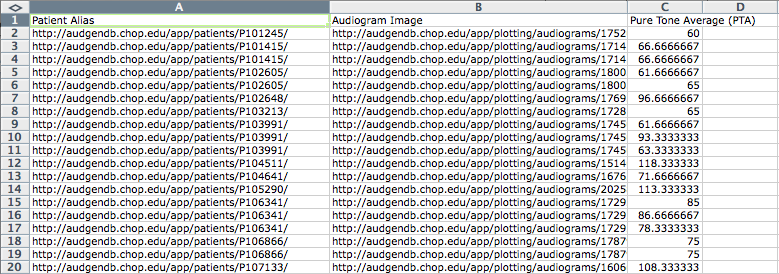 A B C D
1 Patient Alias Audiogram Image Pure Tone Average (PTA)
2 http://audgendb.chop.edu/app/patients/P101245/ http://audgendb.chop.edu/app/plotting/audiograms/1752 60
3 http://audgendb.chop.edu/app/patients/P101415/ http://audgendb.chop.edu/app/plotting/audiograms/1714 66.6666667
4 http://audgendb.chop.edu/app/patients/P101415/ http://audgendb.chop.edu/app/plotting/audiograms/1714 66.6666667
5 http://audgendb.chop.edu/app/patients/P102605/ http://audgendb.chop.edu/app/plotting/audiograms/1800 61.6666667
6 http://audgendb.chop.edu/app/patients/P102605/ http://audgendb.chop.edu/app/plotting/audiograms/1800 65
7 http://audgendb.chop.edu/app/patients/P102648/ http://audgendb.chop.edu/app/plotting/audiograms/1769 96.6666667
8 http://audgendb.chop.edu/app/patients/P103213/ http://audgendb.chop.edu/app/plotting/audiograms/1728 65
9 http://audgendb.chop.edu/app/patients/P103991/ http://audgendb.chop.edu/app/plotting/audiograms/1745 61.6666667
10 http://audgendb.chop.edu/app/patients/P103991/ http://audgendb.chop.edu/app/plotting/audiograms/1745 93.3333333
11 http://audgendb.chop.edu/app/patients/P103991/ http://audgendb.chop.edu/app/plotting/audiograms/1745 63.3333333
12 http://audgendb.chop.edu/app/patients/P104511/ http://audgendb.chop.edu/app/plotting/audiograms/1514 118.333333
13 http://audgendb.chop.edu/app/patients/P104641/ http://audgendb.chop.edu/app/plotting/audiograms/1676 71.6666667
14 http://audgendb.chop.edu/app/patients/P105290/ http://audgendb.chop.edu/app/plotting/audiograms/2025 113.333333
15 http://audgendb.chop.edu/app/patients/P106341/ http://audgendb.chop.edu/app/plotting/audiograms/1729 85
16 http://audgendb.chop.edu/app/patients/P106341/ http://audgendb.chop.edu/app/plotting/audiograms/1729 86.6666667
17 http://audgendb.chop.edu/app/patients/P106341/ http://audgendb.chop.edu/app/plotting/audiograms/1729 78.3333333
18 http://audgendb.chop.edu/app/patients/P106866/ http://audgendb.chop.edu/app/plotting/audiograms/1787 75
19 http://audgendb.chop.edu/app/patients/P106866/ http://audgendb.chop.edu/app/plotting/audiograms/1787 75
20 http://audgendb.chop.edu/app/patients/P107133/ http://audgendb.chop.edu/app/plotting/audiograms/1606 108.333333